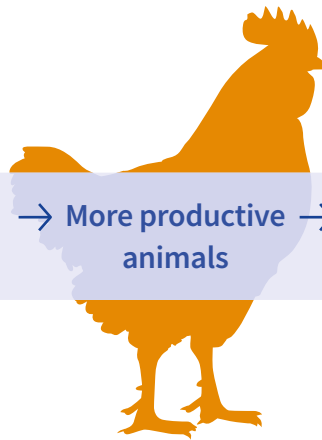 → More productive →
animals